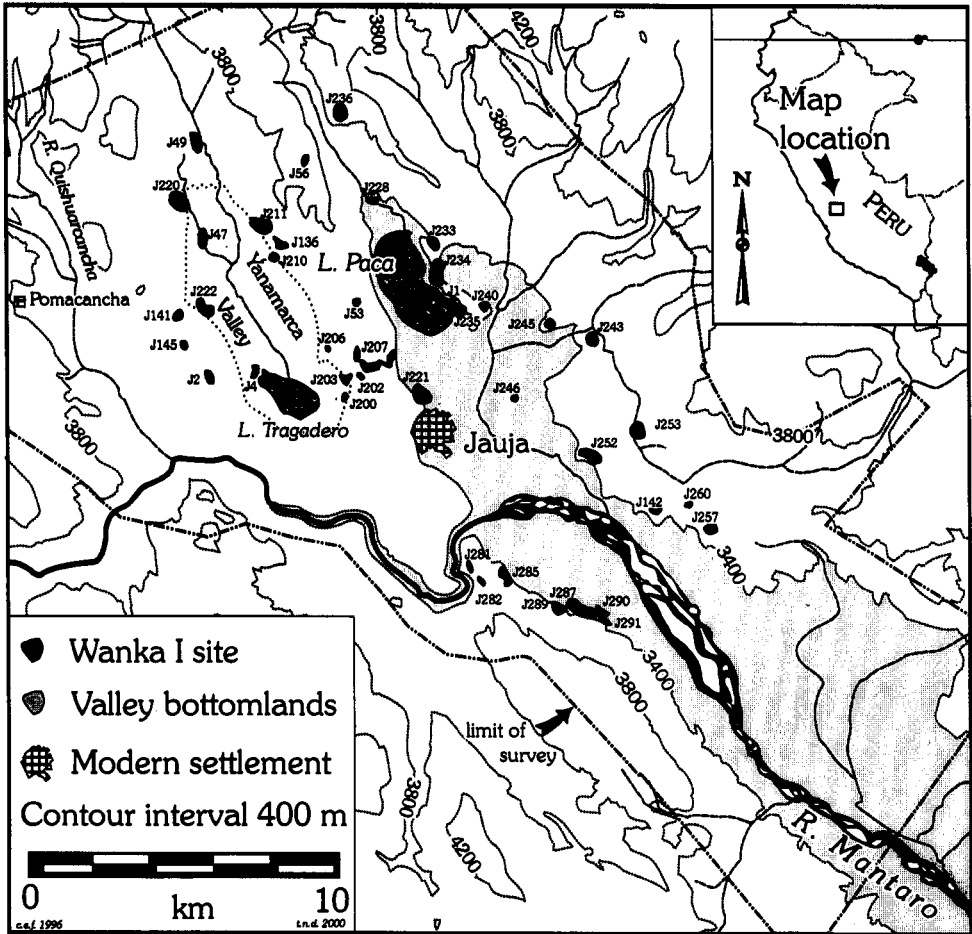 3800
4200
3800
3800
Map
location
N
PERU
J236
J49
J56
R. Quishuarcancha
J220
J228
J211
J47
J136
J233
J210
L. Paca
J234
Yanamarca
Valley
Pomacancha
J222
J1
J240
J53
J141
J235
J245
J243
J145
J206
J207
J2
J4
J203
J202
J221
J246
J200
L. Tragadero
Jauja
J253
3800
3800
J252
J142
J260
J257
3400
J281
J285
J282
J287
J290
J289
J291
3400
3800
limit of
survey
3800
4200
R. Mantaro
Wanka I site
Valley bottomlands
Modern settlement
Contour interval 400 m
0 10
km
c.e.f. 1996
t.n.d. 2000